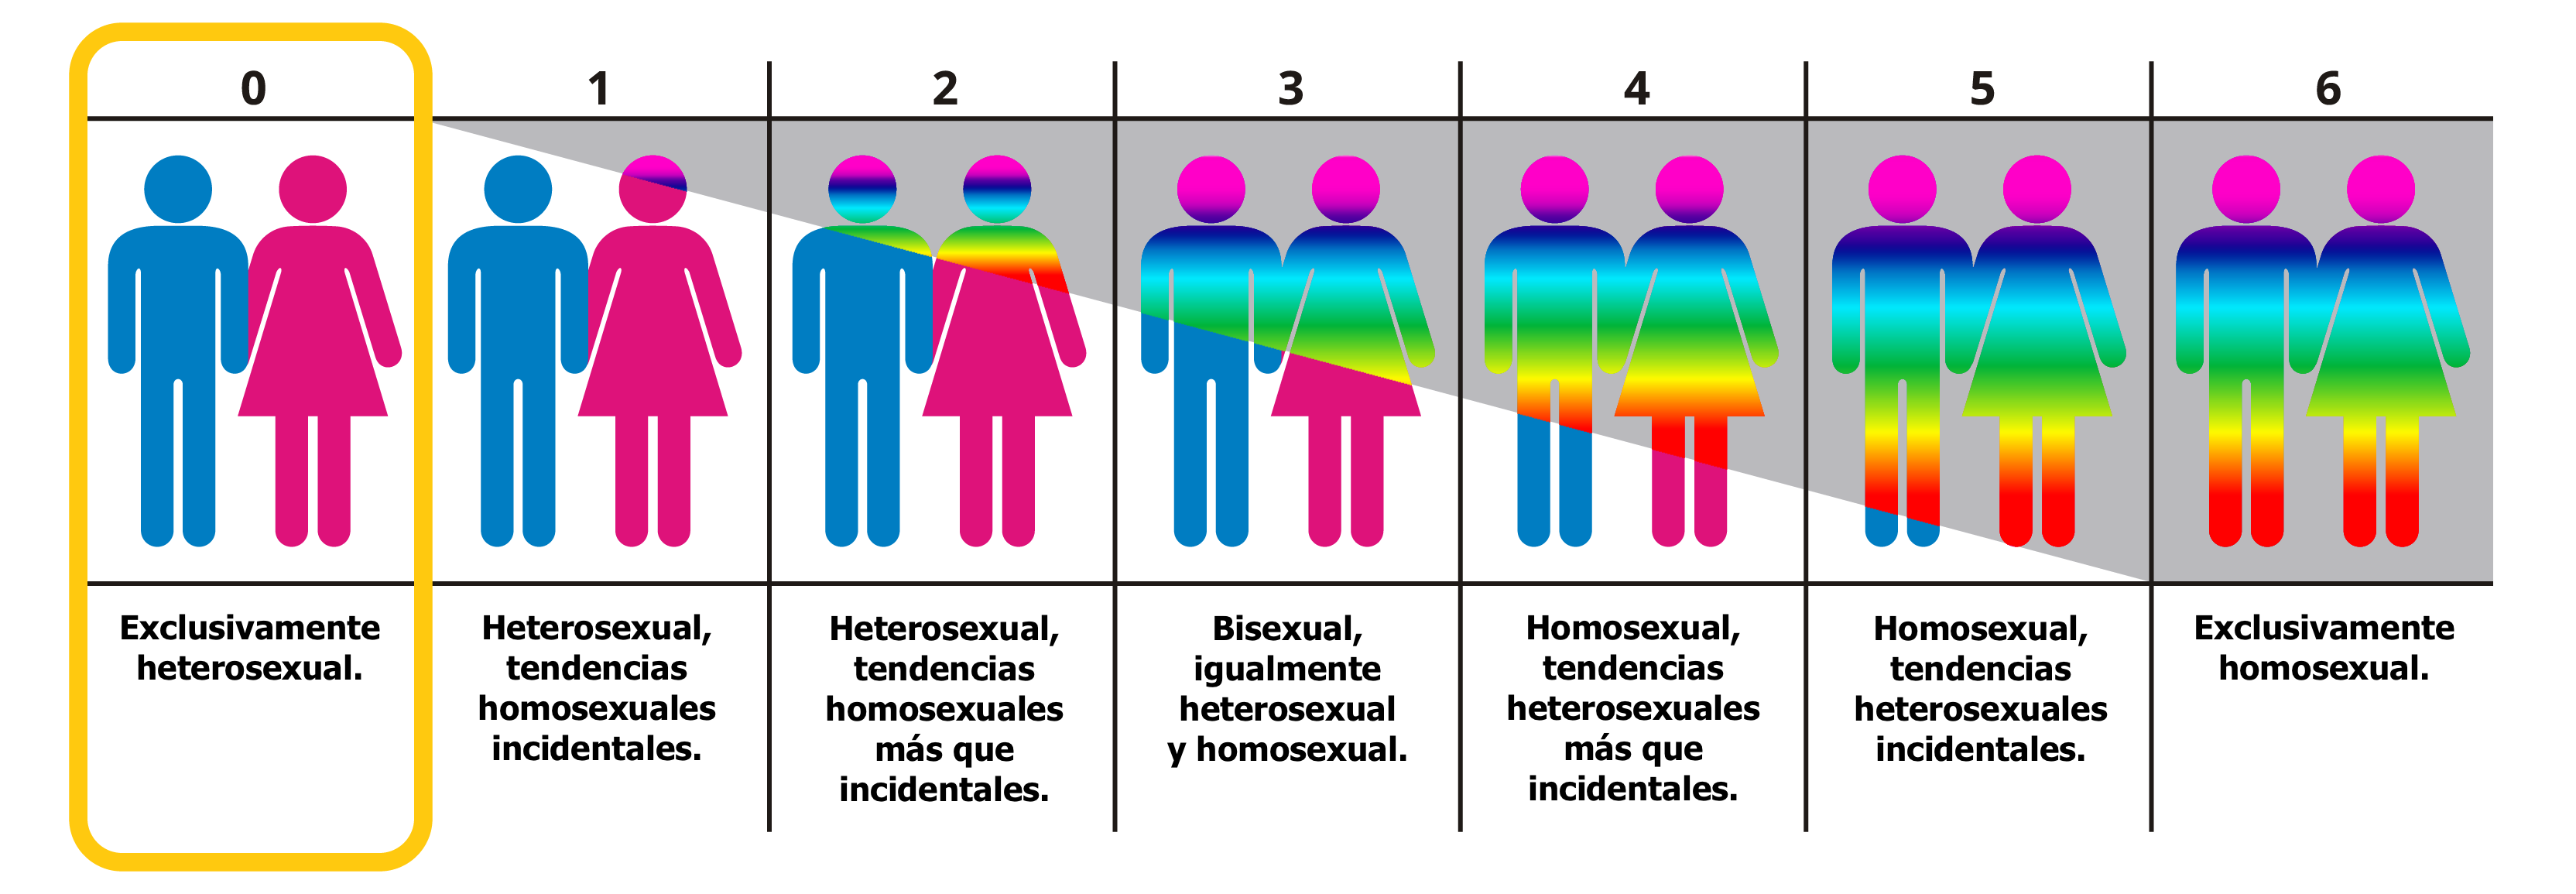 0
1
2
3
4
5
6
Exclusivamente
heterosexual.
Heterosexual,
tendencias
homosexuales
incidentales.
Heterosexual,
tendencias
homosexuales
más que
incidentales.
Bisexual,
igualmente
heterosexual
y homosexual.
Homosexual,
tendencias
heterosexuales
más que
incidentales.
Homosexual,
tendencias
heterosexuales
incidentales.
Exclusivamente
homosexual.